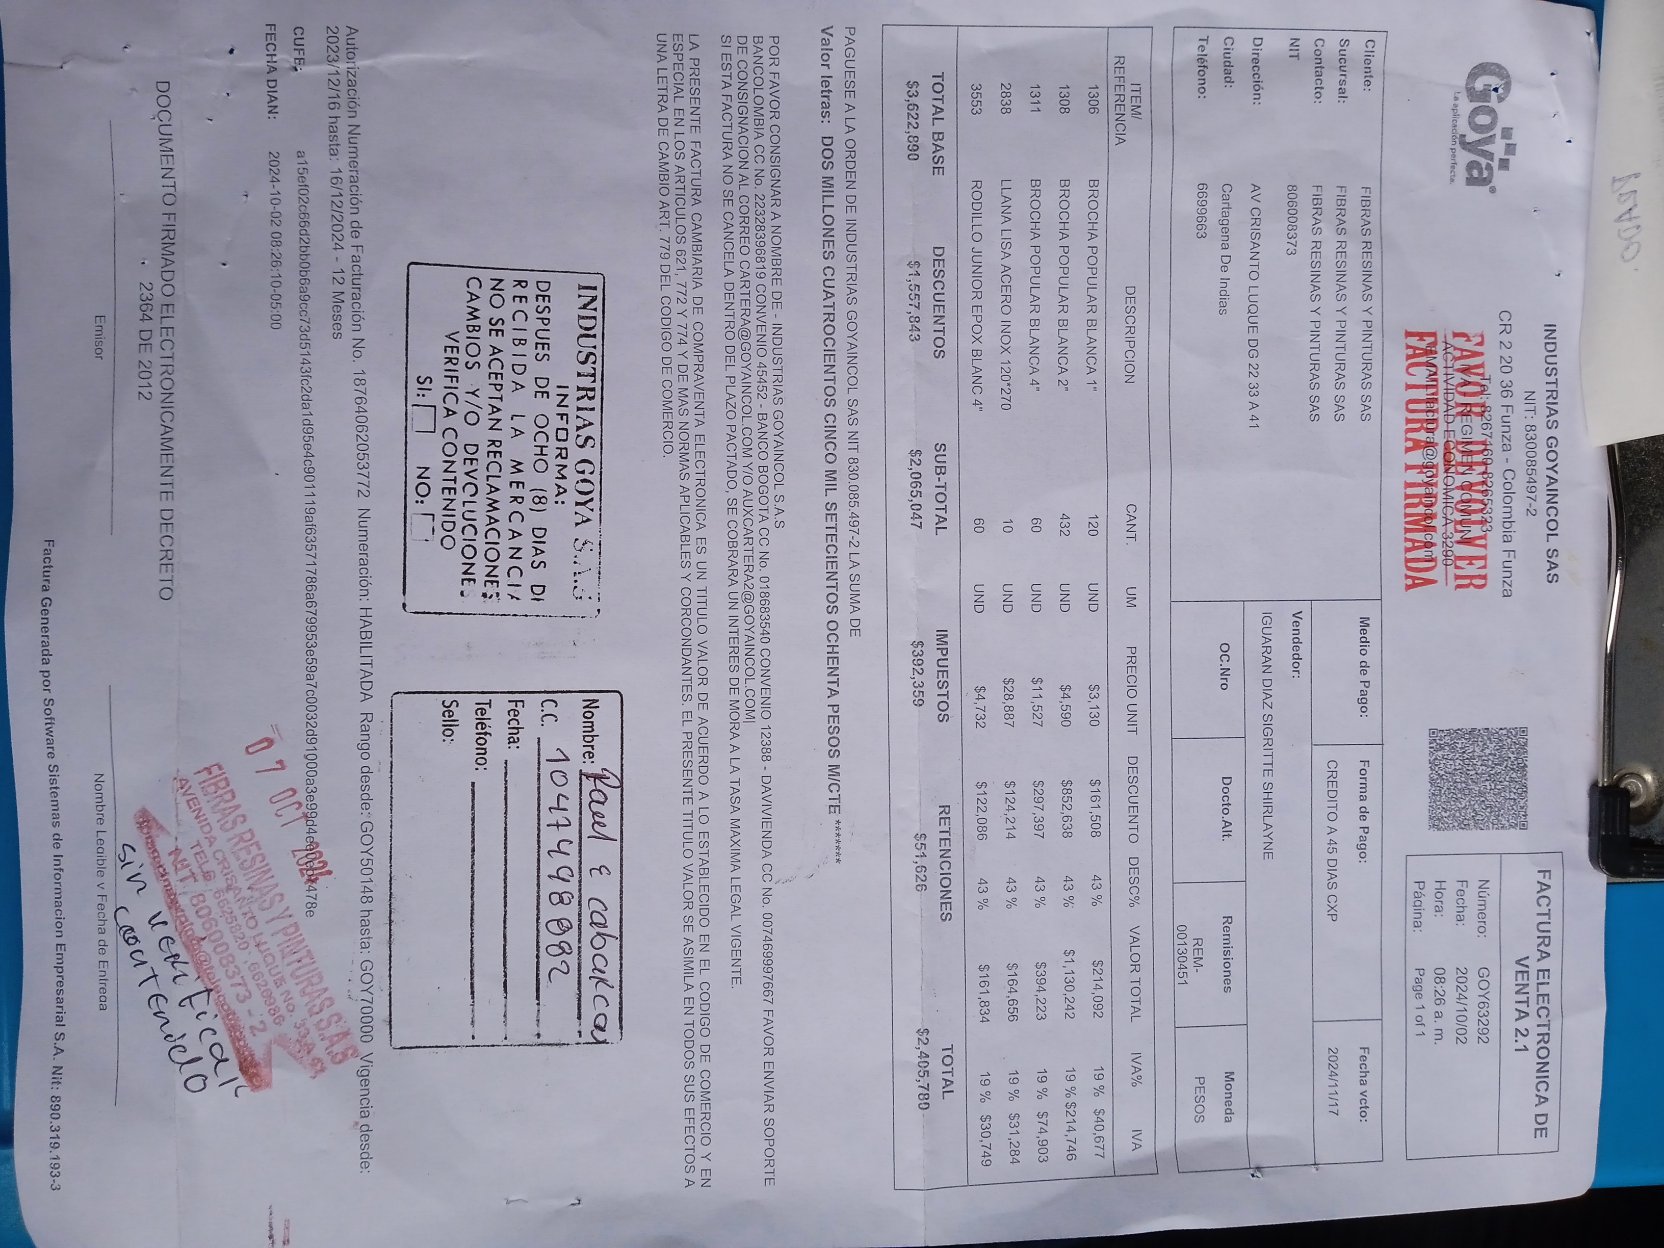 Goya®
la aplicación perfecta.
INDUSTRIAS GOYAINCOL SAS
NIT: 830085497-2
CR 2 20 36 Funza - Colombia Funza
Tel: 8267169-8265323
REGIMEN COMUN
ACTIVIDAD ECONOMICA 3290
FAVOR DEVOLVER
FACTURA FIRMADA
FACTURA ELECTRONICA DE
VENTA 2.1
Número: GOY63292
Fecha: 2024/10/02
Hora: 08:26 a. m.
Página: Page 1 of 1
Cliente: FIBRAS RESINAS Y PINTURAS SAS
Sucursal: FIBRAS RESINAS Y PINTURAS SAS
Contacto: FIBRAS RESINAS Y PINTURAS SAS
NIT 806008373
Dirección: AV CRISANTO LUQUE DG 22 33 A 41
Ciudad: Cartagena De Indias
Teléfono: 6699663
Medio de Pago: Forma de Pago: Fecha vcto:
CREDITO A 45 DIAS CXP 2024/11/17
Vendedor:
IGUARAN DIAZ SIGRITTE SHIRLAYNE
OC.Nro Docto.Alt. Remisiones Moneda
REM-00130451 PESOS
ITEM/ REFERENCIA DESCRIPCION CANT. UM PRECIO UNIT DESCUENTO DESC% VALOR TOTAL IVA% IVA
1306 BROCHA POPULAR BLANCA 1" 120 UND $3,130 $161,508 43 % $214,092 19 % $40,677
1308 BROCHA POPULAR BLANCA 2" 432 UND $4,590 $852,638 43 % $1,130,242 19 % $214,746
1311 BROCHA POPULAR BLANCA 4" 60 UND $11,527 $297,397 43 % $394,223 19 % $74,903
2838 LLANA LISA ACERO INOX 120*270 10 UND $28,887 $124,214 43 % $164,656 19 % $31,284
3553 RODILLO JUNIOR EPOX BLANC 4" 60 UND $4,732 $122,086 43 % $161,834 19 % $30,749
TOTAL BASE DESCUENTOS SUB-TOTAL IMPUESTOS RETENCIONES TOTAL
$3,622,890 $1,557,843 $2,065,047 $392,359 $51,626 $2,405,780
PAGUESE A LA ORDEN DE INDUSTRIAS GOYAINCOL SAS NIT 830.085.497-2 LA SUMA DE
Valor letras: DOS MILLONES CUATROCIENTOS CINCO MIL SETECIENTOS OCHENTA PESOS M/CTE *******
POR FAVOR CONSIGNAR A NOMBRE DE - INDUSTRIAS GOYAINCOL S.A.S
BANCOLOMBIA CC No. 22328396819 CONVENIO 45452 - BANCO BOGOTA CC No. 018683540 CONVENIO 12388 - DAVIVIENDA CC No. 007469997667 FAVOR ENVIAR SOPORTE
DE CONSIGNACION AL CORREO CARTERA@GOYAINCOL.COM Y/O AUXCARTERA2@GOYAINCOL.COM|
SI ESTA FACTURA NO SE CANCELA DENTRO DEL PLAZO PACTADO, SE COBRARA UN INTERES DE MORA A LA TASA MAXIMA LEGAL VIGENTE.
LA PRESENTE FACTURA CAMBIARIA DE COMPRAVENTA ELECTRONICA ES UN TITULO VALOR DE ACUERDO A LO ESTABLECIDO EN EL CODIGO DE COMERCIO Y EN
ESPECIAL EN LOS ARTICULOS 621, 772 Y 774 Y DE MAS NORMAS APLICABLES Y CORCONDANTES. EL PRESENTE TITULO VALOR SE ASIMILA EN TODOS SUS EFECTOS A
UNA LETRA DE CAMBIO ART. 779 DEL CODIGO DE COMERCIO.
INDUSTRIAS GOYA S.A.S
INFORMA:
DESPUES DE OCHO (8) DIAS DE
RECIBIDA LA MERCANCIA
NO SE ACEPTAN RECLAMACIONES
CAMBIOS Y/O DEVOLUCIONES
VERIFICA CONTENIDO
SI: NO:
Nombre:
C.C. 1047498082
Fecha:
Teléfono:
Sello:
Autorización Numeración de Facturación No. 18764062053772 Numeración: HABILITADA Rango desde: GOY50148 hasta: GOY70000 Vigencia desde:
2023/12/16 hasta: 16/12/2024 - 12 Meses
CUFE:
FECHA DIAN: 2024-10-02 08:26:10-05:00
07 OCT 2024
FIBRAS RESINAS Y PINTURAS S.A.S
NIT. 806008373-2
sin verificar
contenido
DOCUMENTO FIRMADO ELECTRONICAMENTE DECRETO
2364 DE 2012
Emisor
Nombre Legible y Fecha de Entrega
Factura Generada por Software Sistemas de Informacion Empresarial S.A. Nit: 890.319.193-3